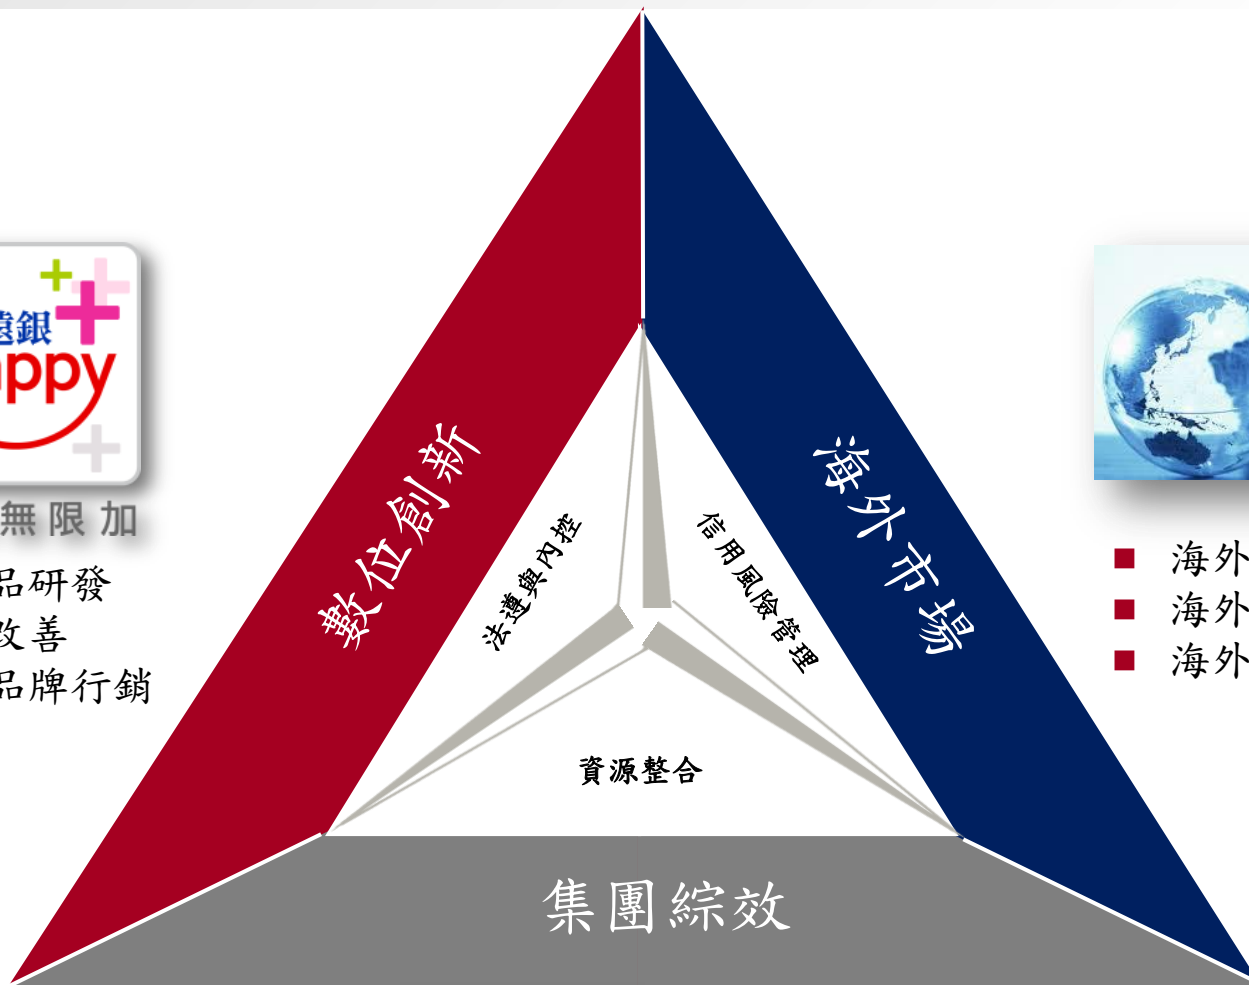 遠銀
appy
無限加
品研發
改善
品牌行銷
數位創新
法遵與內控
信用風險管理
海外市場
資源整合
集團綜效
■ 海外
■ 海外
■ 海外